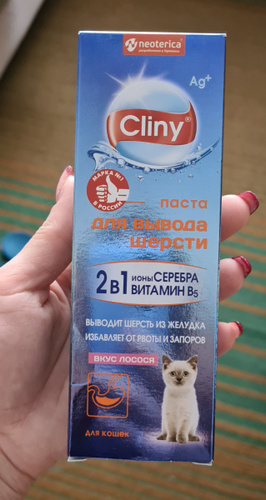 neoterica®
Ag+
Cliny®
МАРКА №1
В РОССИИ
паста
для вывода
шерсти
2 в 1 ионы СЕРЕБРА
ВИТАМИН B5
ВЫВОДИТ ШЕРСТЬ ИЗ ЖЕЛУДКА
ИЗБАВЛЯЕТ ОТ РВОТЫ И ЗАПОРОВ
ВКУС ЛОСОСЯ
для кошек